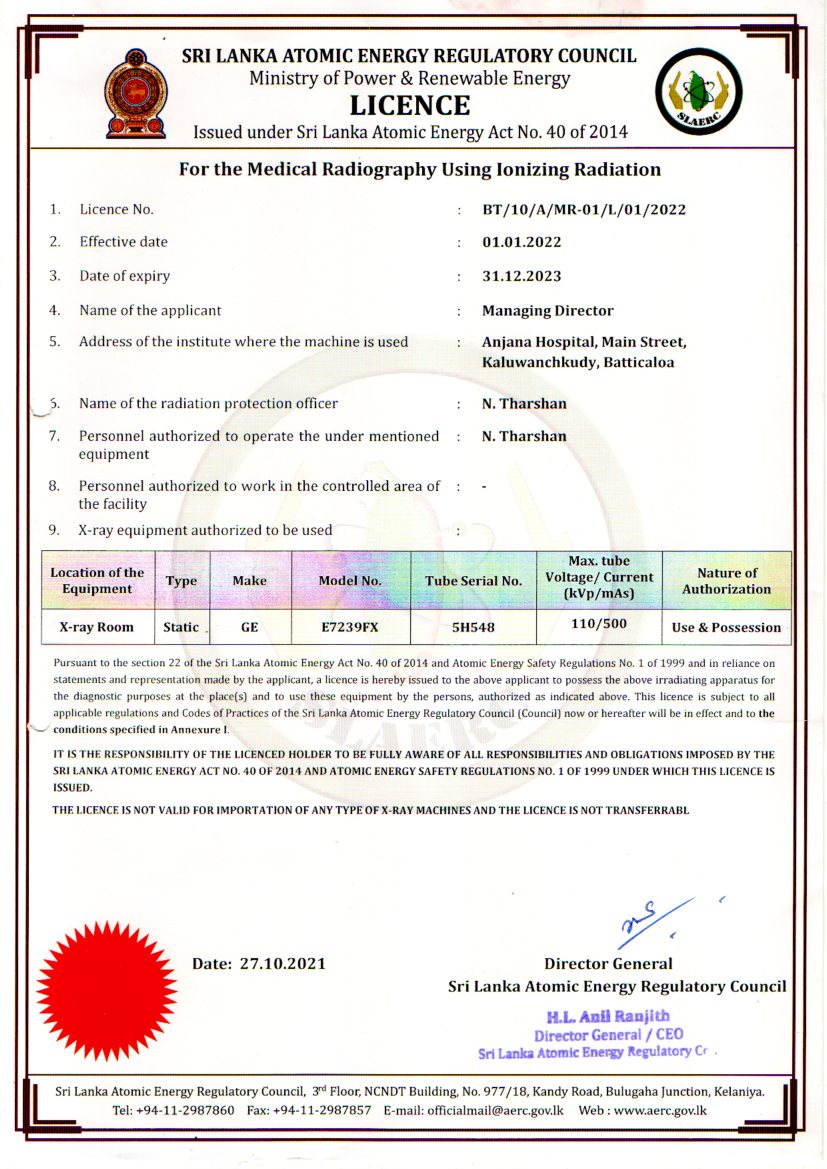 SRI LANKA ATOMIC ENERGY REGULATORY COUNCIL
Ministry of Power & Renewable Energy
LICENCE
Issued under Sri Lanka Atomic Energy Act No. 40 of 2014
SLAERC
For the Medical Radiography Using Ionizing Radiation
1. Licence No. : BT/10/A/MR-01/L/01/2022
2. Effective date : 01.01.2022
3. Date of expiry : 31.12.2023
4. Name of the applicant : Managing Director
5. Address of the institute where the machine is used : Anjana Hospital, Main Street,
Kaluwanchkudy, Batticaloa
6. Name of the radiation protection officer : N. Tharshan
7. Personnel authorized to operate the under mentioned : N. Tharshan
equipment
8. Personnel authorized to work in the controlled area of : -
the facility
9. X-ray equipment authorized to be used :
Location of the Equipment Type Make Model No. Tube Serial No. Max. tube Voltage/ Current (kVp/mAs) Nature of Authorization
X-ray Room Static GE E7239FX 5H548 110/500 Use & Possession
Pursuant to the section 22 of the Sri Lanka Atomic Energy Act No. 40 of 2014 and Atomic Energy Safety Regulations No. 1 of 1999 and in reliance on
statements and representation made by the applicant, a licence is hereby issued to the above applicant to possess the above irradiating apparatus for
the diagnostic purposes at the place(s) and to use these equipment by the persons, authorized as indicated above. This licence is subject to all
applicable regulations and Codes of Practices of the Sri Lanka Atomic Energy Regulatory Council (Council) now or hereafter will be in effect and to the
conditions specified in Annexure I.
IT IS THE RESPONSIBILITY OF THE LICENCED HOLDER TO BE FULLY AWARE OF ALL RESPONSIBILITIES AND OBLIGATIONS IMPOSED BY THE
SRI LANKA ATOMIC ENERGY ACT NO. 40 OF 2014 AND ATOMIC ENERGY SAFETY REGULATIONS NO. 1 OF 1999 UNDER WHICH THIS LICENCE IS
ISSUED.
THE LICENCE IS NOT VALID FOR IMPORTATION OF ANY TYPE OF X-RAY MACHINES AND THE LICENCE IS NOT TRANSFERRABL
SLAERC
Date: 27.10.2021
Director General
Sri Lanka Atomic Energy Regulatory Council
H.L. Anil Ranjith
Director General / CEO
Sri Lanka Atomic Energy Regulatory
Sri Lanka Atomic Energy Regulatory Council, 3rd Floor, NCNDT Building, No. 977/18, Kandy Road, Bulugaha Junction, Kelaniya.
Tel: +94-11-2987860 Fax: +94-11-2987857 E-mail: officialmail@aerc.gov.lk Web : www.aerc.gov.lk